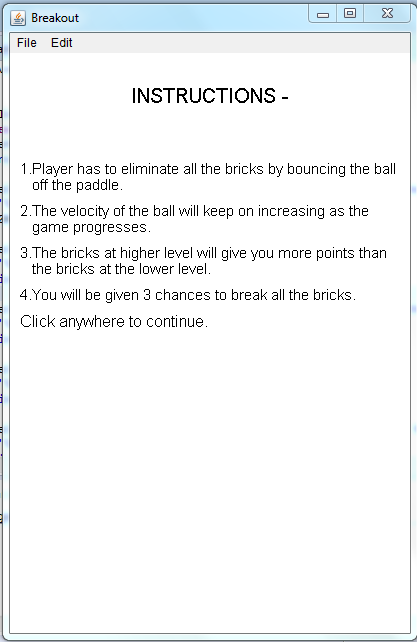 Breakout
File Edit
INSTRUCTIONS -
1.Player has to eliminate all the bricks by bouncing the ball
off the paddle.
2.The velocity of the ball will keep on increasing as the
game progresses.
3.The bricks at higher level will give you more points than
the bricks at the lower level.
4.You will be given 3 chances to break all the bricks.
Click anywhere to continue.